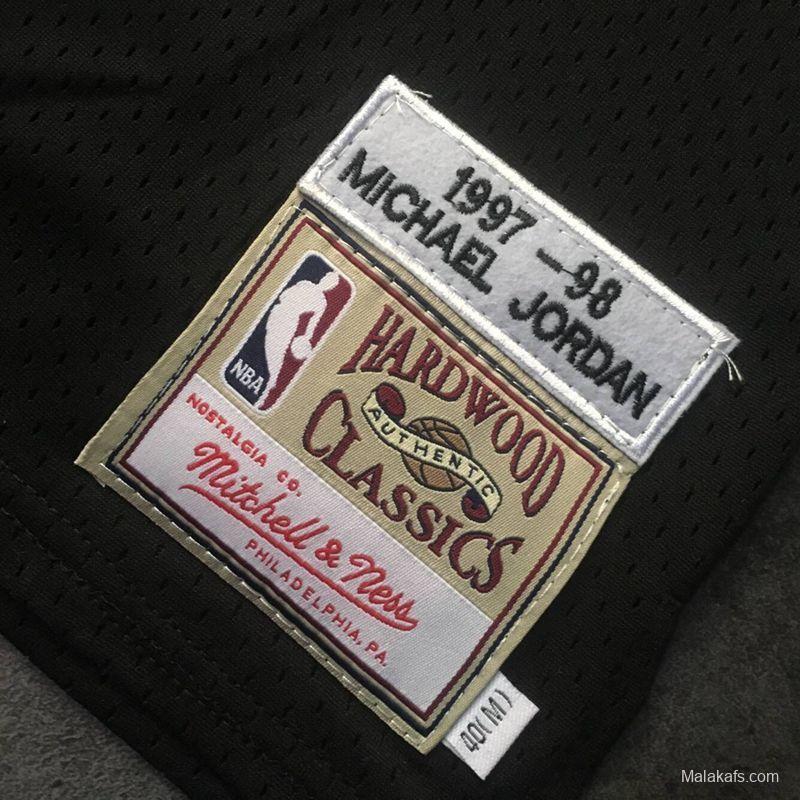 1997 - 98
MICHAEL JORDAN
NBA
HARDWOOD
AUTHENTIC
CLASSICS
NOSTALGIA CO.
Mitchell & Ness
PHILADELPHIA, PA.
40(M)
Malakafs.com